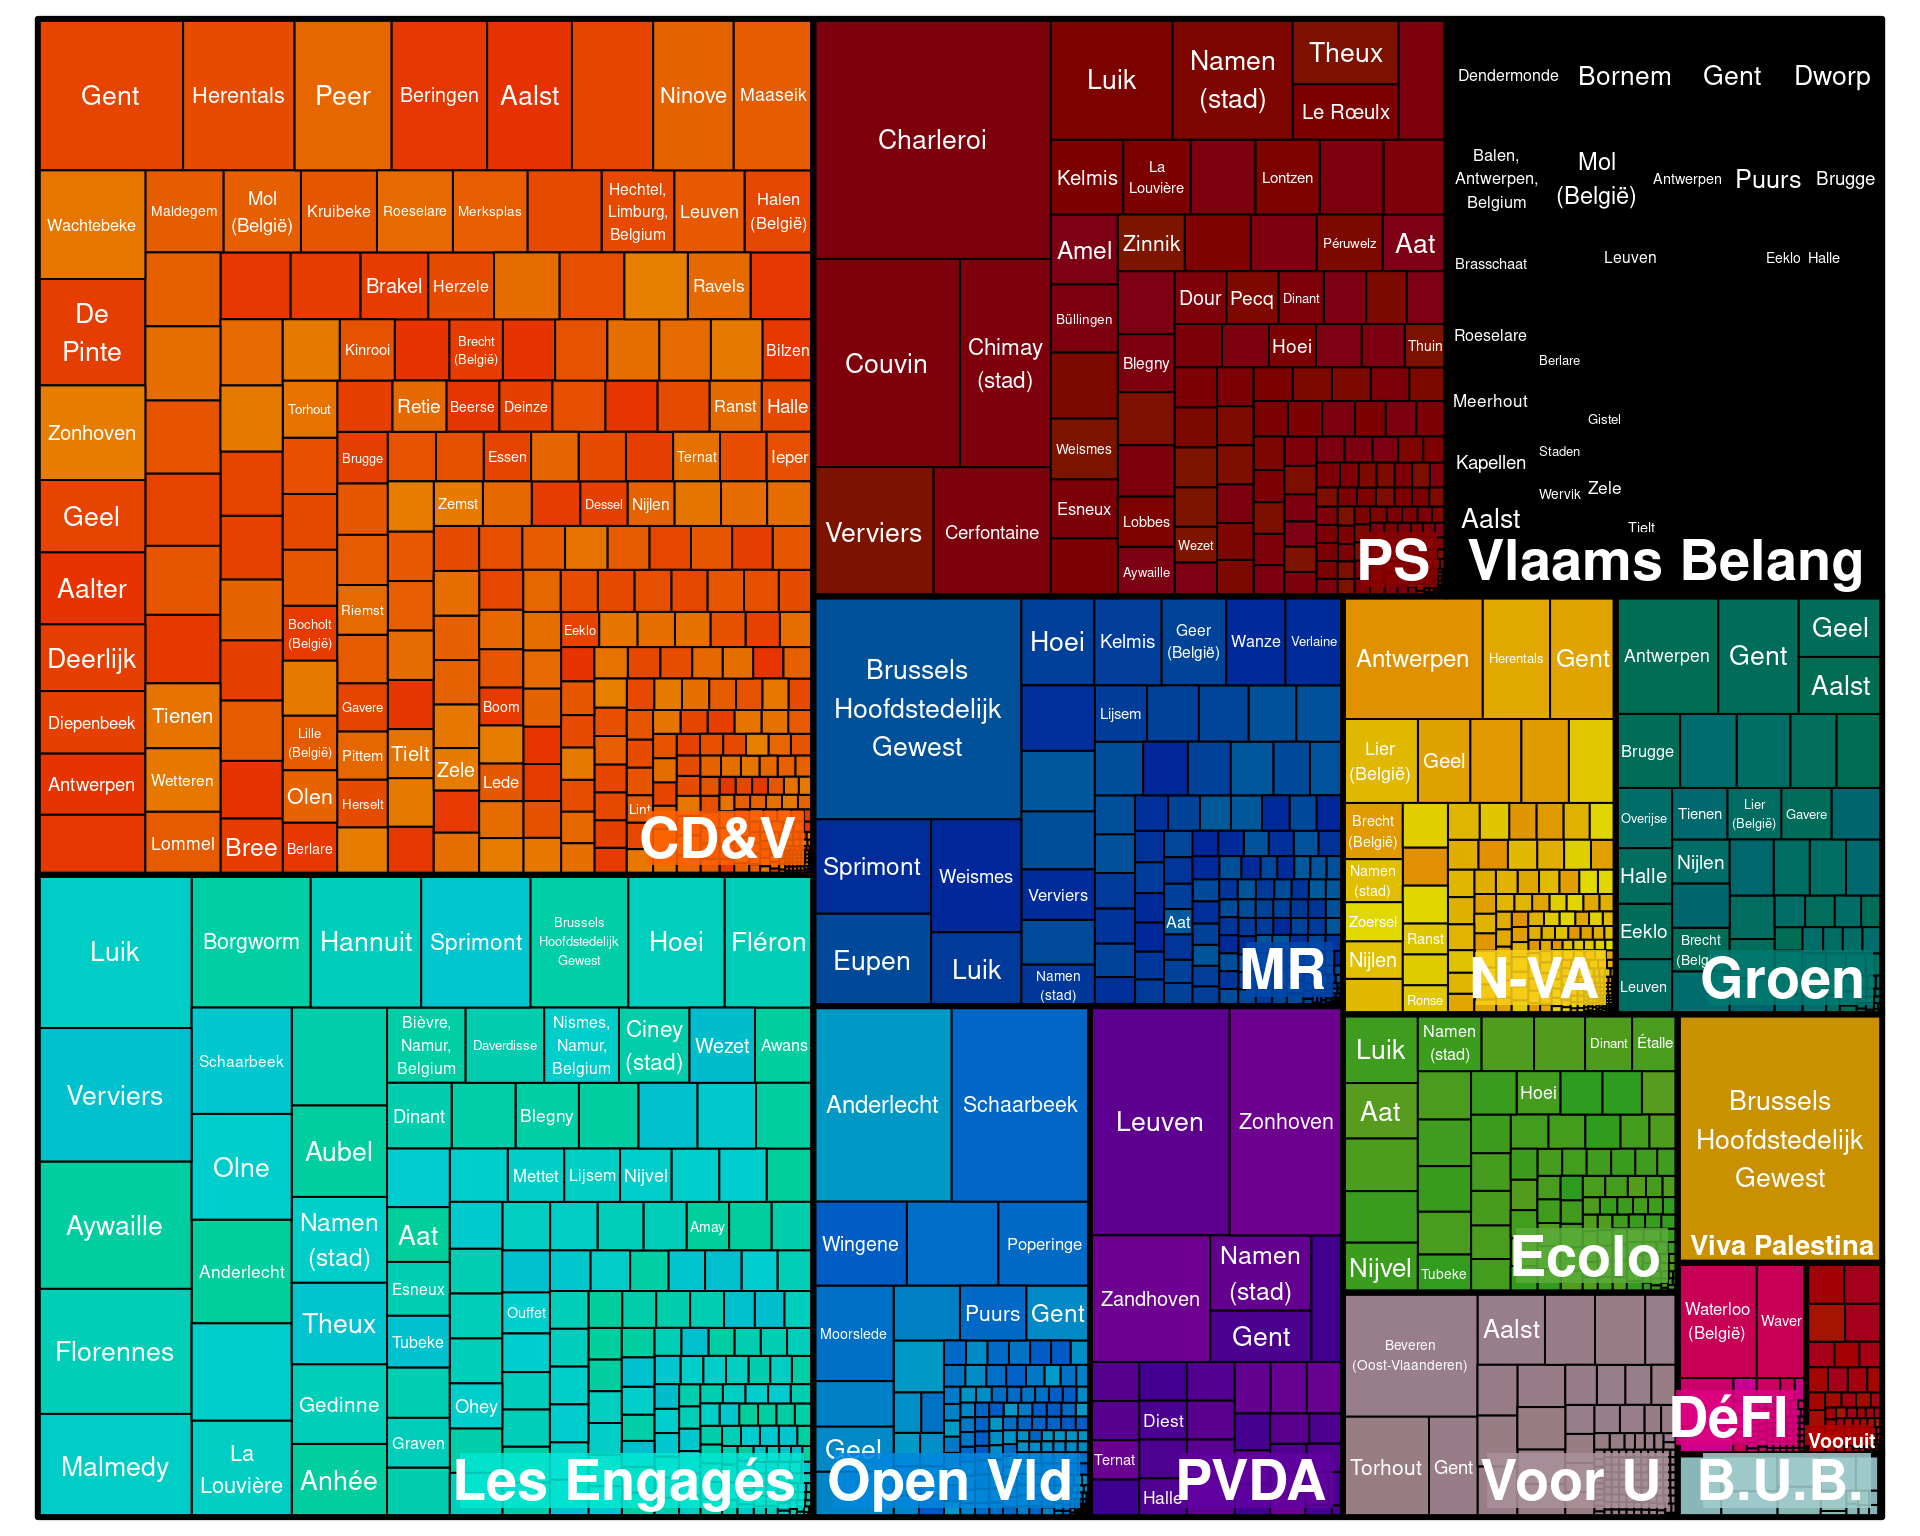 Gent
Herentals
Peer
Beringen
Aalst
Ninove
Maaseik
Wachtebeke
Maldegem
Mol
(België)
Kruibeke
Roeselare
Merksplas
Hechtel,
Limburg,
Belgium
Leuven
Halen
(België)
De
Pinte
Brakel
Herzele
Ravels
Kinrooi
Brecht
(België)
Bilzen
Zonhoven
Torhout
Retie
Beerse
Deinze
Ranst
Halle
Brugge
Essen
Ternat
Ieper
Geel
Zemst
Dessel
Nijlen
Aalter
Riemst
Bocholt
(België)
Eeklo
Deerlijk
Diepenbeek
Tienen
Gavere
Boom
Lille
(België)
Pittem
Tielt
Zele
Lede
Antwerpen
Wetteren
Olen
Herselt
Lint
Lommel
Bree
Berlare
CD&V
Charleroi
Luik
Namen
(stad)
Theux
Le Rœulx
Kelmis
La
Louvière
Lontzen
Amel
Zinnik
Péruwelz
Aat
Couvin
Chimay
(stad)
Büllingen
Dour
Pecq
Dinant
Blegny
Hoei
Thuin
Weismes
Verviers
Cerfontaine
Esneux
Lobbes
Wezet
Aywaille
PS
Dendermonde
Bornem
Gent
Dworp
Balen,
Antwerpen,
Belgium
Mol
(België)
Antwerpen
Puurs
Brugge
Brasschaat
Leuven
Eeklo
Halle
Roeselare
Berlare
Meerhout
Gistel
Kapellen
Staden
Wervik
Zele
Aalst
Tielt
Vlaams Belang
Luik
Borgworm
Hannuit
Sprimont
Brussels
Hoofdstedelijk
Gewest
Hoei
Fléron
Verviers
Schaarbeek
Bièvre,
Namur,
Belgium
Daverdisse
Nismes,
Namur,
Belgium
Ciney
(stad)
Wezet
Awans
Olne
Aubel
Dinant
Blegny
Aywaille
Anderlecht
Namen
(stad)
Aat
Mettet
Lijsem
Nijvel
Amay
Florennes
Theux
Esneux
Tubeke
Ouffet
Gedinne
Ohey
Malmedy
La
Louvière
Anhée
Graven
Les Engagés
Brussels
Hoofdstedelijk
Gewest
Hoei
Kelmis
Geer
(België)
Wanze
Verlaine
Lijsem
Sprimont
Weismes
Verviers
Aat
Eupen
Luik
Namen
(stad)
MR
Antwerpen
Herentals
Gent
Lier
(België)
Geel
Brecht
(België)
Namen
(stad)
Zoersel
Ranst
Nijlen
Ronse
N-VA
Antwerpen
Gent
Geel
Aalst
Brugge
Overijse
Tienen
Lier
(België)
Gavere
Halle
Nijlen
Eeklo
Brecht
(Belg
Leuven
Groen
Anderlecht
Schaarbeek
Wingene
Poperinge
Moorslede
Puurs
Gent
Geel
Open Vld
Leuven
Zonhoven
Zandhoven
Namen
(stad)
Gent
Diest
Ternat
Halle
PVDA
Luik
Namen
(stad)
Dinant
Étalle
Aat
Hoei
Nijvel
Tubeke
Ecolo
Brussels
Hoofdstedelijk
Gewest
Viva Palestina
Beveren
(Oost-Vlaanderen)
Aalst
Torhout
Gent
Voor U
Waterloo
(België)
Waver
DéFI
Vooruit
B.U.B.